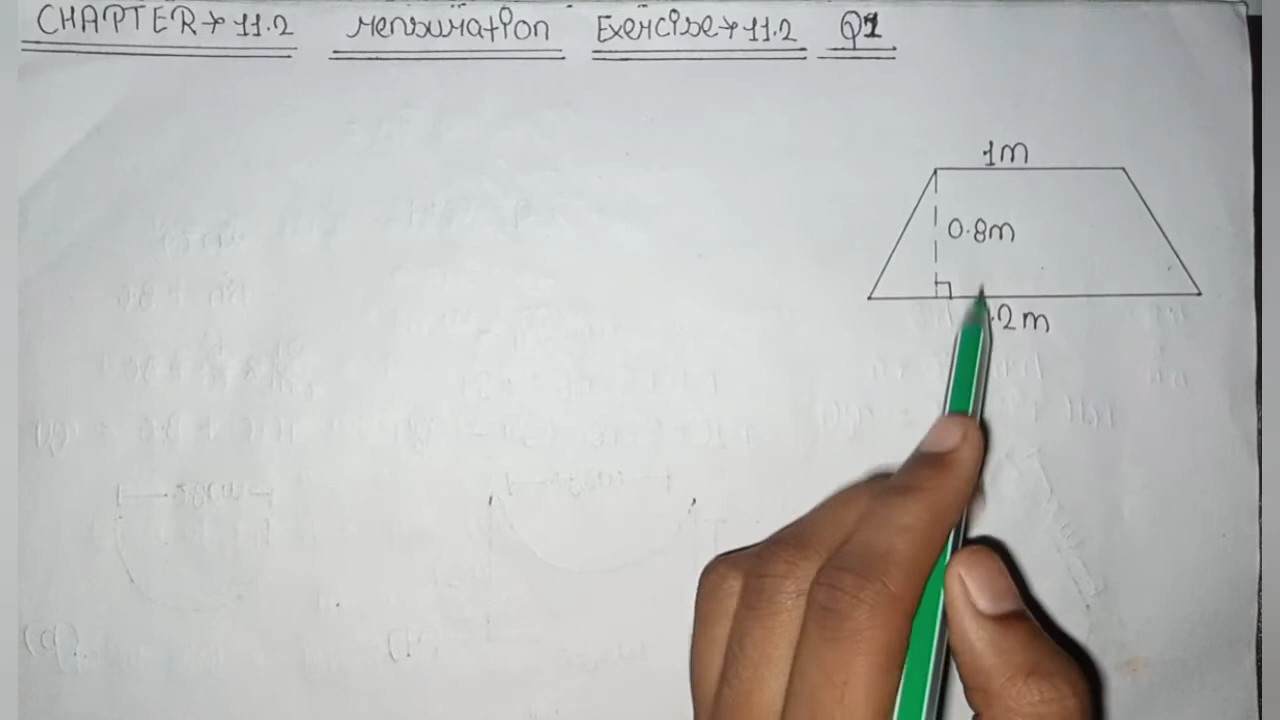 CHAPTER→ 11.2 Mensuration Exercise→11.2 Q1
1m
0.8m
.2m